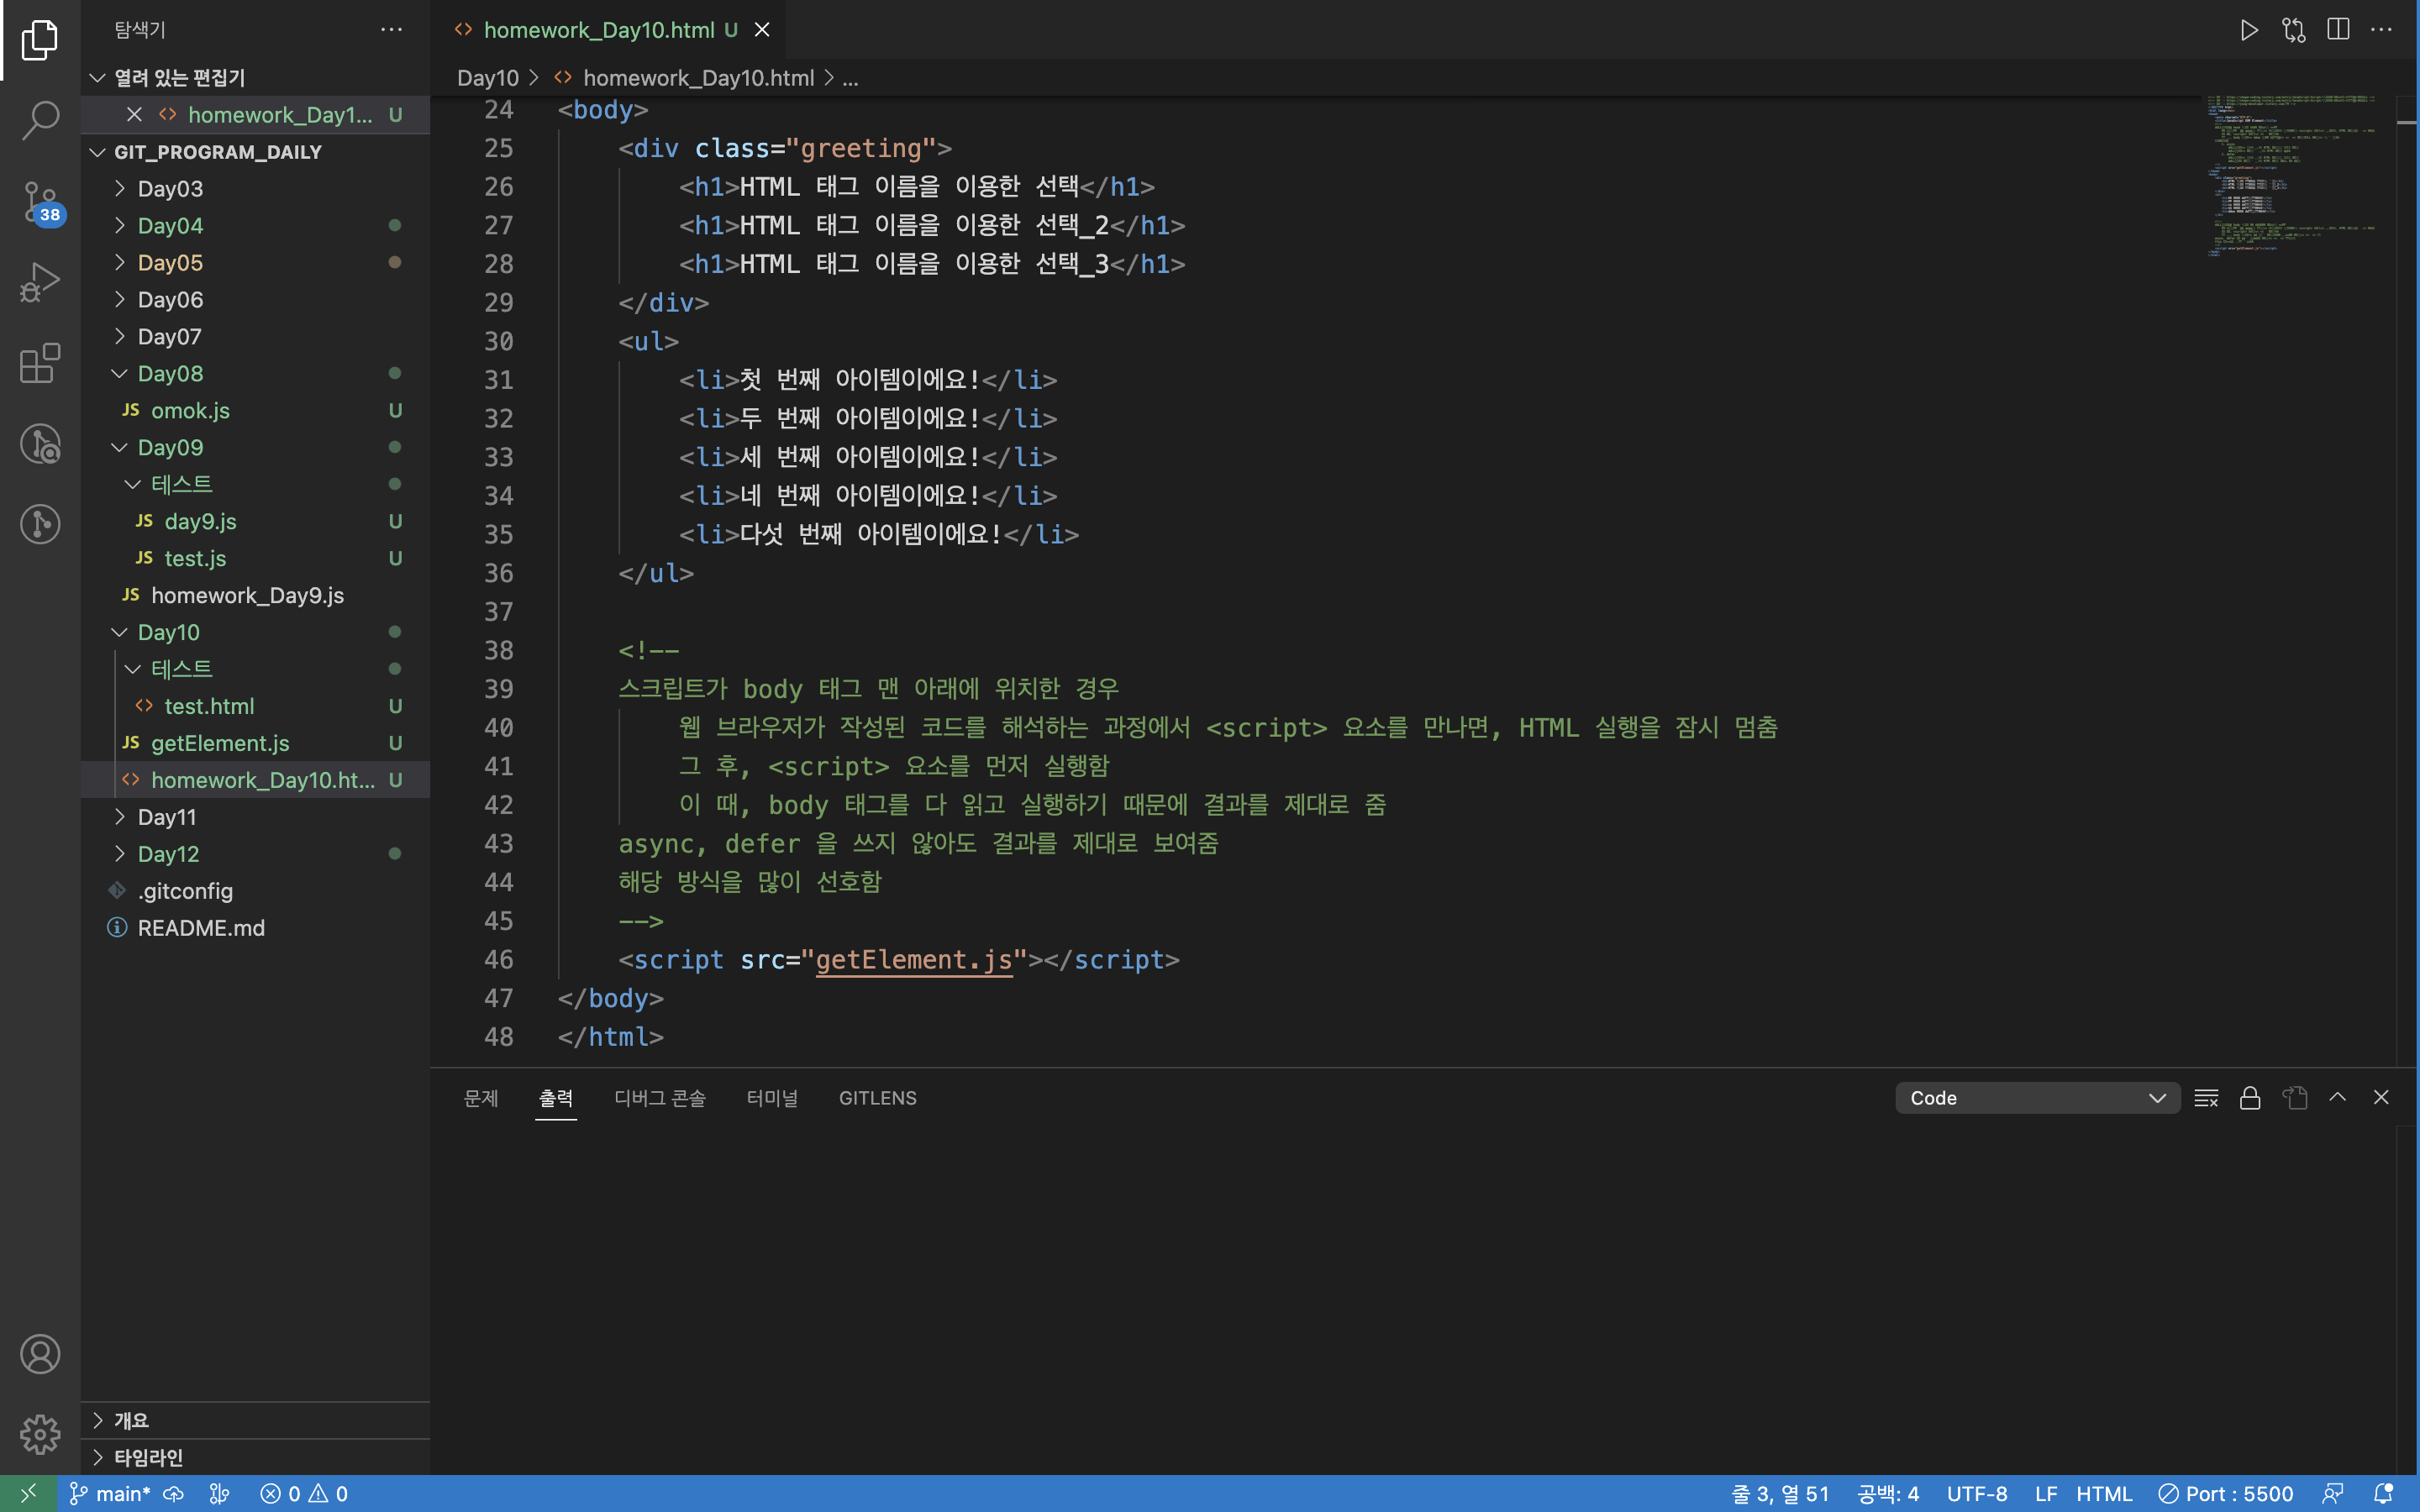 탐색기
homework_Day10.html U
열려 있는 편집기
Day10 > homework_Day10.html > ...
homework_Day1... U
GIT_PROGRAM_DAILY
Day03
Day04
Day05
Day06
Day07
Day08
JS omok.js U
Day09
테스트
JS day9.js U
JS test.js U
JS homework_Day9.js
Day10
테스트
test.html U
JS getElement.js U
homework_Day10.ht... U
Day11
Day12
.gitconfig
README.md
개요
타임라인
38
24 <body>
25 <div class="greeting">
26 <h1>HTML 태그 이름을 이용한 선택</h1>
27 <h1>HTML 태그 이름을 이용한 선택_2</h1>
28 <h1>HTML 태그 이름을 이용한 선택_3</h1>
29 </div>
30 <ul>
31 <li>첫 번째 아이템이에요!</li>
32 <li>두 번째 아이템이에요!</li>
33 <li>세 번째 아이템이에요!</li>
34 <li>네 번째 아이템이에요!</li>
35 <li>다섯 번째 아이템이에요!</li>
36 </ul>
37
38 <!--
39 스크립트가 body 태그 맨 아래에 위치한 경우
40 웹 브라우저가 작성된 코드를 해석하는 과정에서 <script> 요소를 만나면, HTML 실행을 잠시 멈춤
41 그 후, <script> 요소를 먼저 실행함
42 이 때, body 태그를 다 읽고 실행하기 때문에 결과를 제대로 줌
43 async, defer 을 쓰지 않아도 결과를 제대로 보여줌
44 해당 방식을 많이 선호함
45 -->
46 <script src="getElement.js"></script>
47 </body>
48 </html>
문제 출력 디버그 콘솔 터미널 GITLENS Code
main* 0 0 줄 3, 열 51 공백: 4 UTF-8 LF HTML Port : 5500